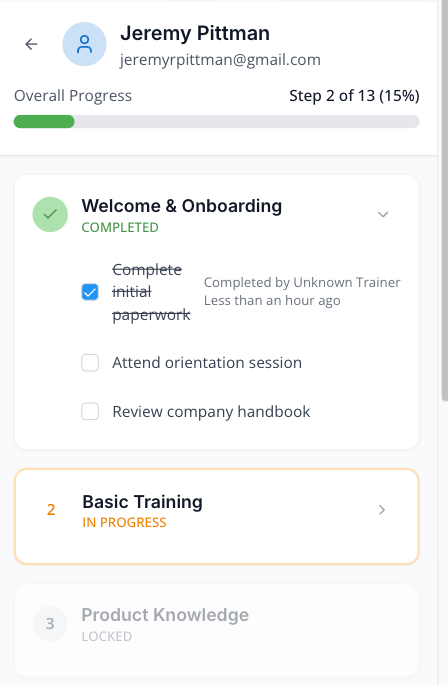 Jeremy Pittman
jeremyrpittman@gmail.com
Overall Progress
Step 2 of 13 (15%)
Welcome & Onboarding
COMPLETED
Complete
initial
paperwork
Completed by Unknown Trainer
Less than an hour ago
Attend orientation session
Review company handbook
2
Basic Training
IN PROGRESS
3
Product Knowledge
LOCKED